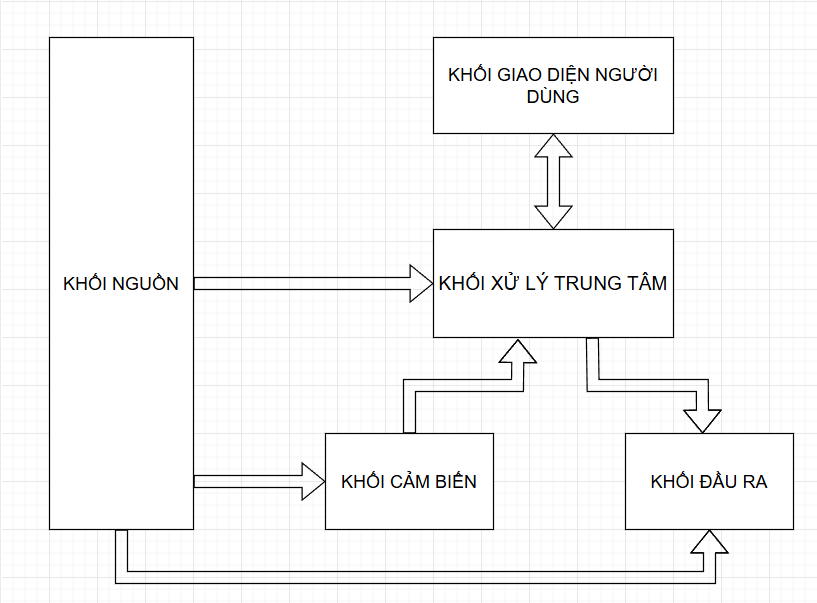 KHỐI GIAO DIỆN NGƯỜI
DÙNG
KHỐI NGUỒN
KHỐI XỬ LÝ TRUNG TÂM
KHỐI CẢM BIẾN
KHỐI ĐẦU RA